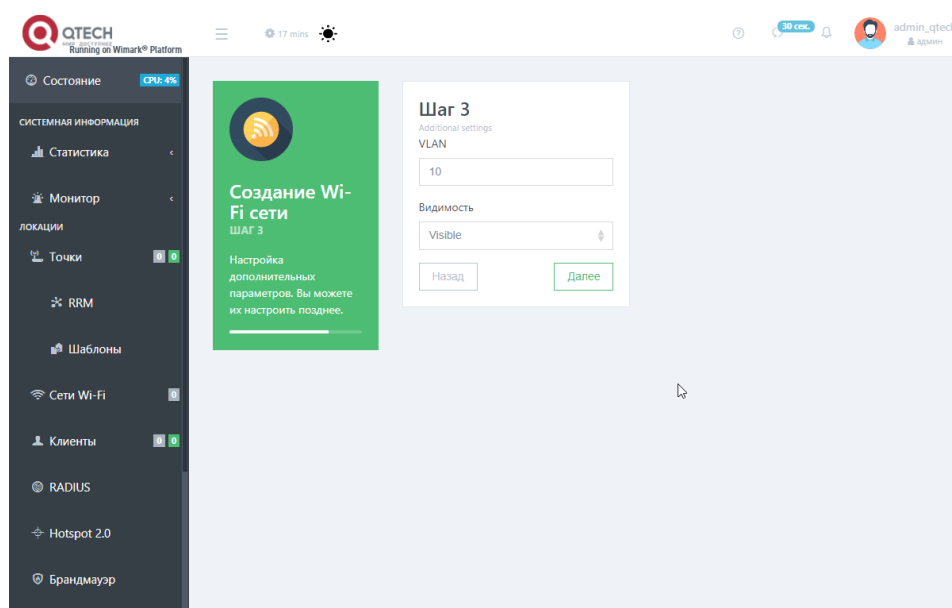 QTECH
МИР ДОСТУПНЕЕ
Running on Wimark® Platform
17 mins
30 сек.
admin_qtech
админ
Состояние
CPU: 4%
СИСТЕМНАЯ ИНФОРМАЦИЯ
Статистика
Монитор
ЛОКАЦИИ
Точки
0 0
RRM
Шаблоны
Сети Wi-Fi
0
Клиенты
0 0
RADIUS
Hotspot 2.0
Брандмауэр
Создание Wi-
Fi сети
ШАГ 3
Настройка
дополнительных
параметров. Вы можете
их настроить позднее.
Шаг 3
Additional settings
VLAN
10
Видимость
Visible
Назад
Далее